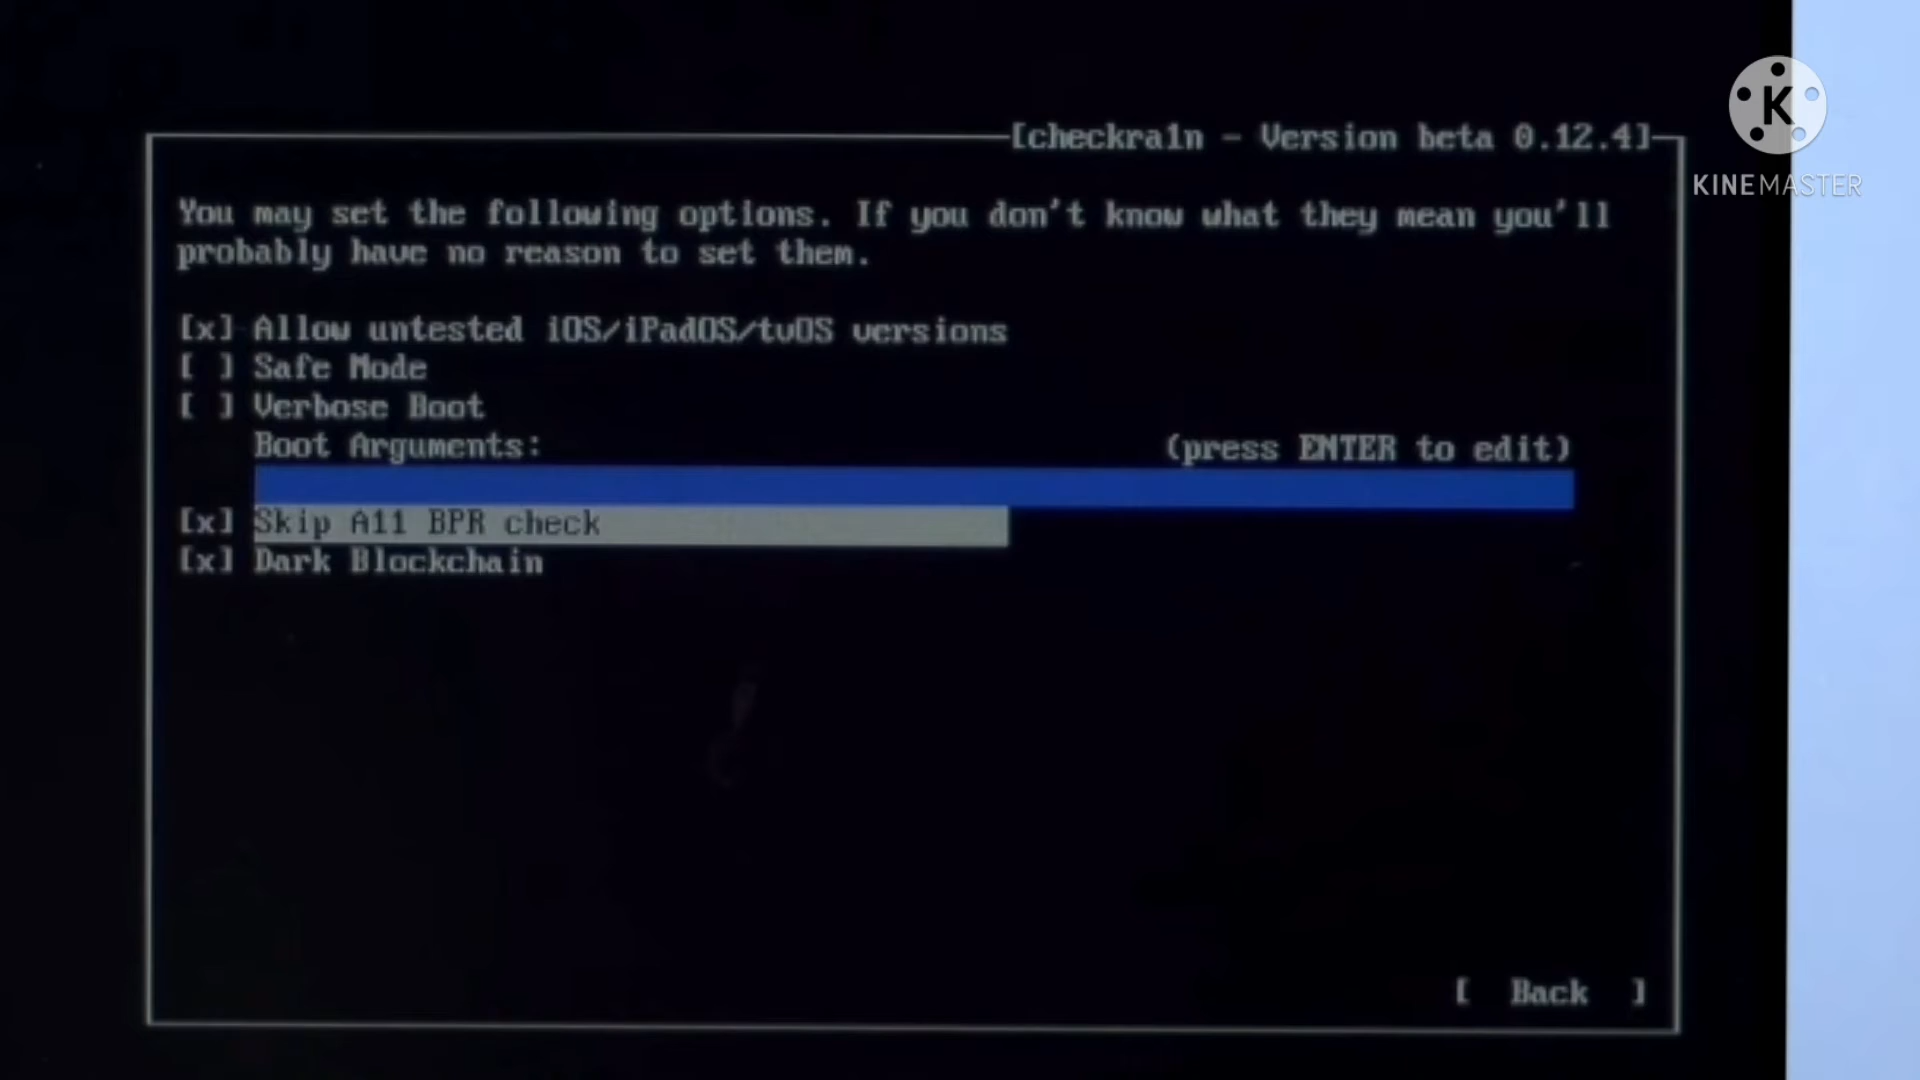 [checkra1n - Version beta 0.12.4]
K
KINEMASTER
You may set the following options. If you don't know what they mean you'll
probably have no reason to set them.
[x] Allow untested iOS/iPadOS/tvOS versions
[ ] Safe Mode
[ ] Verbose Boot
Boot Arguments: (press ENTER to edit)
[x] Skip A11 BPR check
[x] Dark Blockchain
[ Back ]